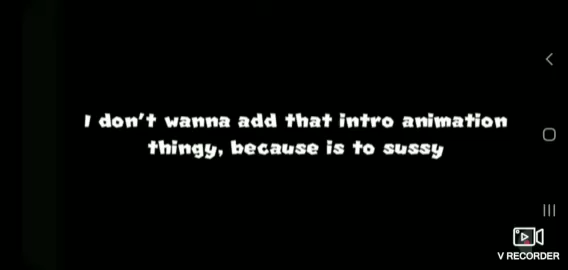 I don't wanna add that intro animation
thingy, because is to sussy
V RECORDER